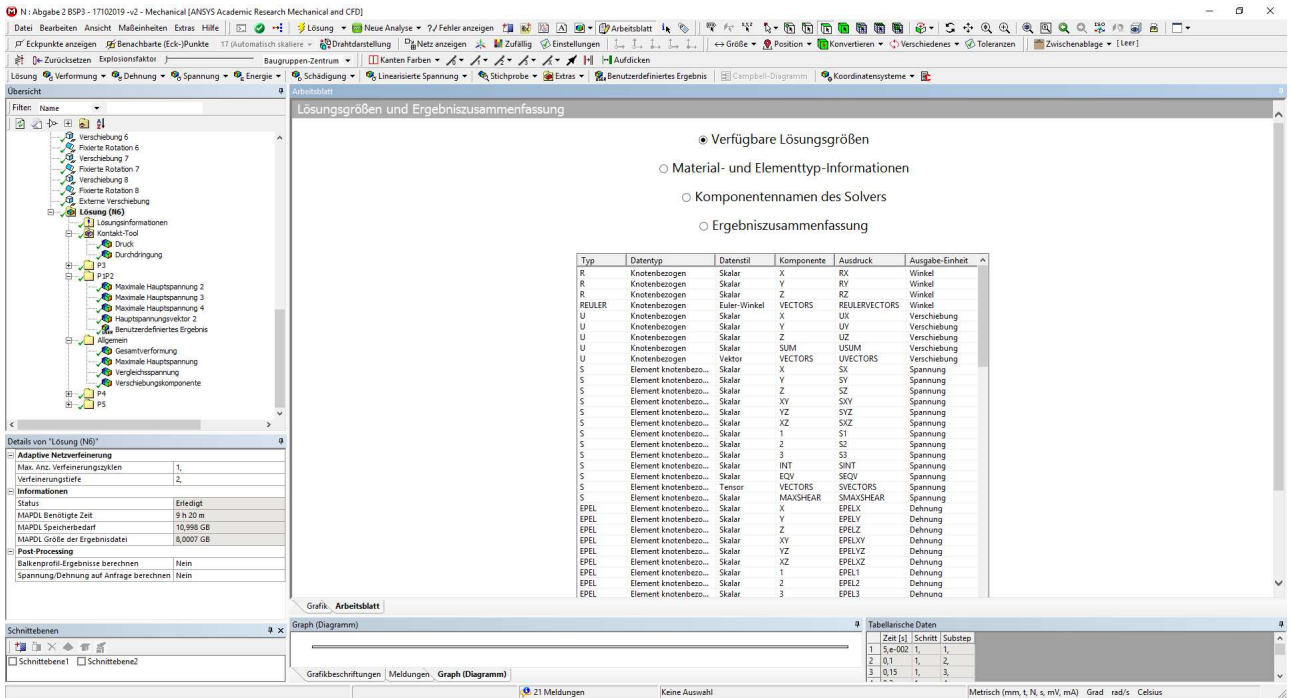 N : Abgabe 2 BSP3 - 17102019 -v2 - Mechanical [ANSYS Academic Research Mechanical and CFD]
Datei Bearbeiten Ansicht Maßeinheiten Extras Hilfe Lösung Neue Analyse ?/ Fehler anzeigen Arbeitsblatt
Eckpunkte anzeigen Benachbarte (Eck-)Punkte 17 (Automatisch skaliere Drahtdarstellung Netz anzeigen Zufällig Einstellungen Größe Position Konvertieren Verschiedenes Toleranzen Zwischenablage [Leer]
Zurücksetzen Explosionsfaktor Baugruppen-Zentrum Kanten Farben Aufdicken
Lösung Verformung Dehnung Spannung Energie Schädigung Linearisierte Spannung Stichprobe Extras Benutzerdefiniertes Ergebnis Campbell-Diagramm Koordinatensysteme
Übersicht
Filter: Name
Verschiebung 6
Fixierte Rotation 6
Verschiebung 7
Fixierte Rotation 7
Verschiebung 8
Fixierte Rotation 8
Externe Verschiebung
Lösung (N6)
Lösungsinformationen
Kontakt-Tool
Druck
Durchdringung
P3
P1P2
Maximale Hauptspannung 2
Maximale Hauptspannung 3
Maximale Hauptspannung 4
Hauptspannungsvektor 2
Benutzerdefiniertes Ergebnis
Allgemein
Gesamtverformung
Maximale Hauptspannung
Vergleichsspannung
Verschiebungskomponente
P4
P5
Details von "Lösung (N6)"
Adaptive Netzverfeinerung
Max. Anz. Verfeinerungszyklen 1,
Verfeinerungstiefe 2,
Informationen
Status Erledigt
MAPDL Benötigte Zeit 9 h 20 m
MAPDL Speicherbedarf 10,998 GB
MAPDL Größe der Ergebnisdatei 8,0007 GB
Post-Processing
Balkenprofil-Ergebnisse berechnen Nein
Spannung/Dehnung auf Anfrage berechnen Nein
Schnittebenen
Schnittebene1 Schnittebene2
Arbeitsblatt
Lösungsgrößen und Ergebniszusammenfassung
Verfügbare Lösungsgrößen
Material- und Elementtyp-Informationen
Komponentennamen des Solvers
Ergebniszusammenfassung
Typ Datentyp Datenstil Komponente Ausdruck Ausgabe-Einheit
R Knotenbezogen Skalar X RX Winkel
R Knotenbezogen Skalar Y RY Winkel
R Knotenbezogen Skalar Z RZ Winkel
REULER Knotenbezogen Euler-Winkel VECTORS REULERVECTORS Winkel
U Knotenbezogen Skalar X UX Verschiebung
U Knotenbezogen Skalar Y UY Verschiebung
U Knotenbezogen Skalar Z UZ Verschiebung
U Knotenbezogen Skalar SUM USUM Verschiebung
U Knotenbezogen Vektor VECTORS UVECTORS Verschiebung
S Element knotenbezo... Skalar X SX Spannung
S Element knotenbezo... Skalar Y SY Spannung
S Element knotenbezo... Skalar Z SZ Spannung
S Element knotenbezo... Skalar XY SXY Spannung
S Element knotenbezo... Skalar YZ SYZ Spannung
S Element knotenbezo... Skalar XZ SXZ Spannung
S Element knotenbezo... Skalar 1 S1 Spannung
S Element knotenbezo... Skalar 2 S2 Spannung
S Element knotenbezo... Skalar 3 S3 Spannung
S Element knotenbezo... Skalar INT SINT Spannung
S Element knotenbezo... Skalar EQV SEQV Spannung
S Element knotenbezo... Tensor VECTORS SVECTORS Spannung
S Element knotenbezo... Skalar MAXSHEAR SMAXSHEAR Spannung
EPEL Element knotenbezo... Skalar X EPELX Dehnung
EPEL Element knotenbezo... Skalar Y EPELY Dehnung
EPEL Element knotenbezo... Skalar Z EPELZ Dehnung
EPEL Element knotenbezo... Skalar XY EPELXY Dehnung
EPEL Element knotenbezo... Skalar YZ EPELYZ Dehnung
EPEL Element knotenbezo... Skalar XZ EPELXZ Dehnung
EPEL Element knotenbezo... Skalar 1 EPEL1 Dehnung
EPEL Element knotenbezo... Skalar 2 EPEL2 Dehnung
EPEL Element knotenbezo... Skalar 3 EPEL3 Dehnung
Grafik Arbeitsblatt
Graph (Diagramm)
Grafikbeschriftungen Meldungen Graph (Diagramm)
Tabellarische Daten
Zeit [s] Schritt Substep
1 5,e-002 1, 1,
2 0,1 1, 2,
3 0,15 1, 3,
21 Meldungen Keine Auswahl Metrisch (mm, t, N, s, mV, mA) Grad rad/s Celsius